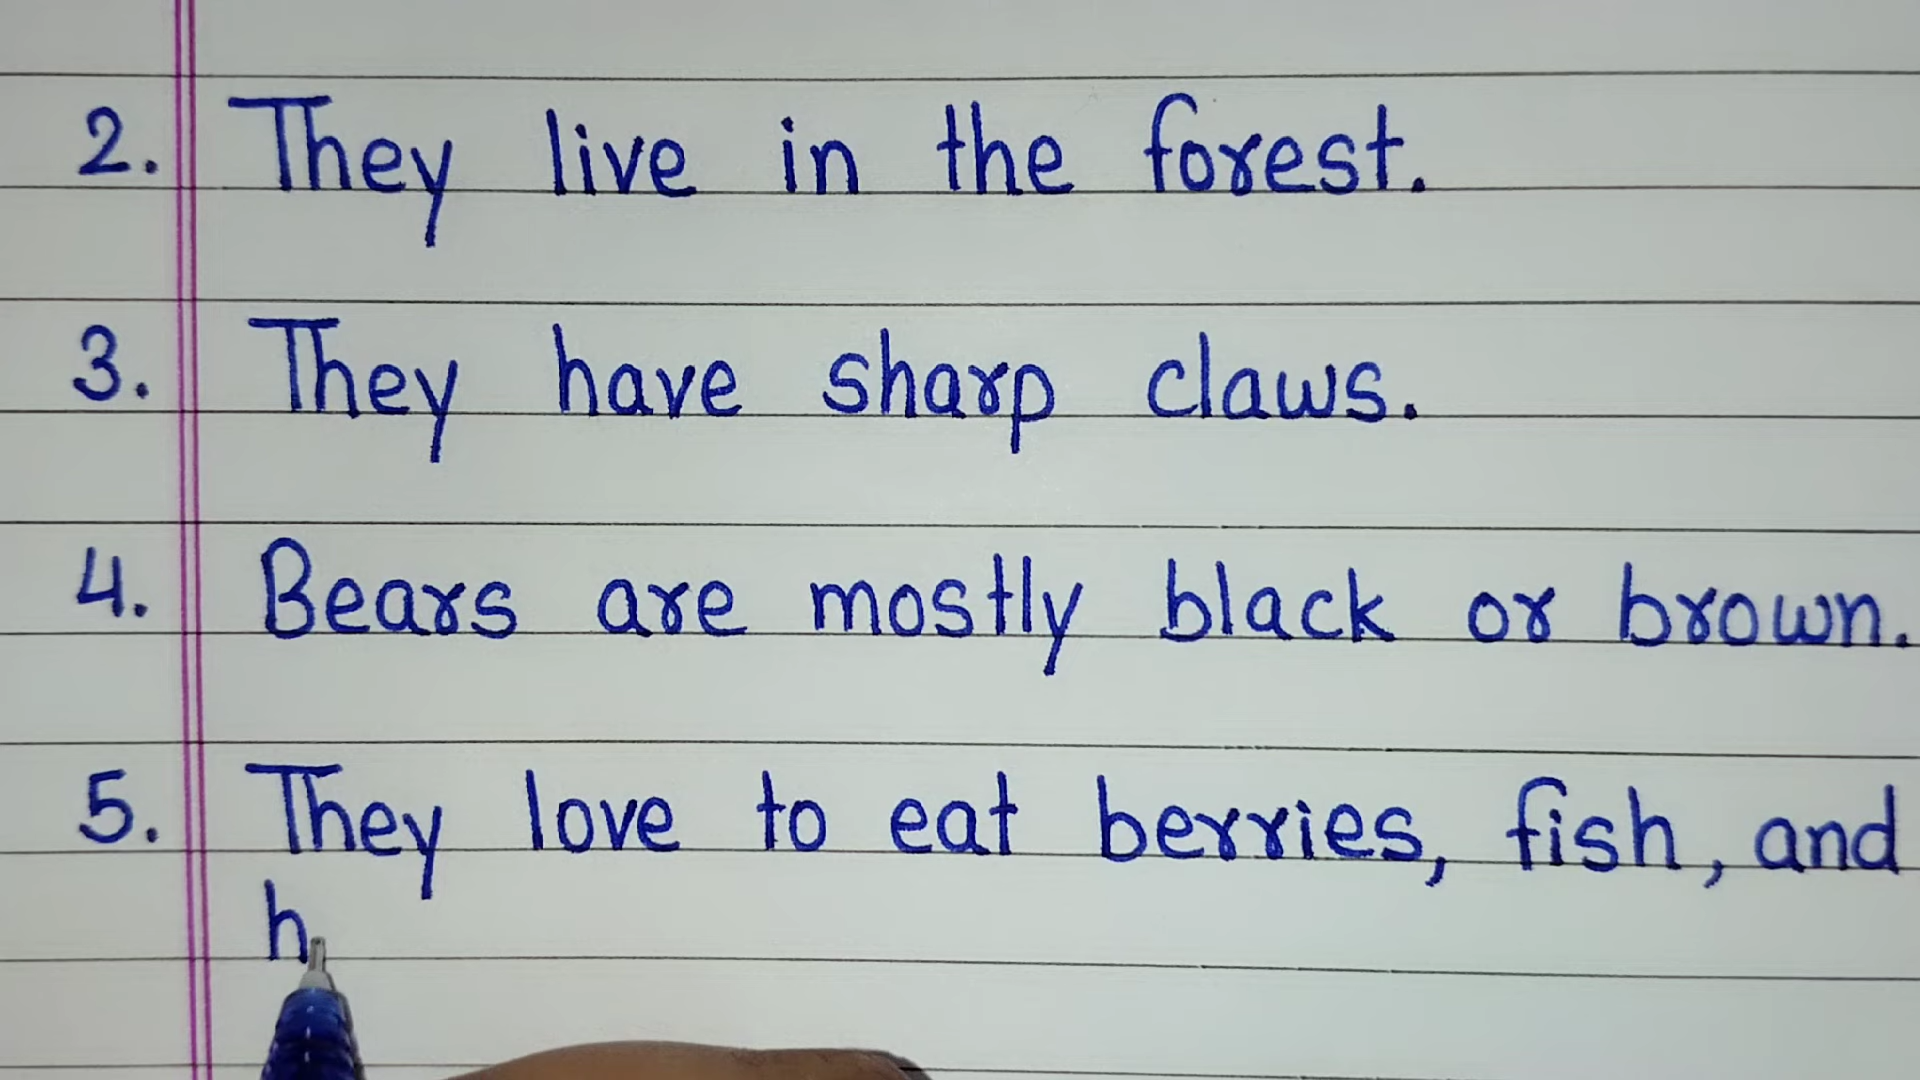 2. They live in the forest.
3. They have sharp claws.
4. Bears are mostly black or brown.
5. They love to eat berries, fish, and
h